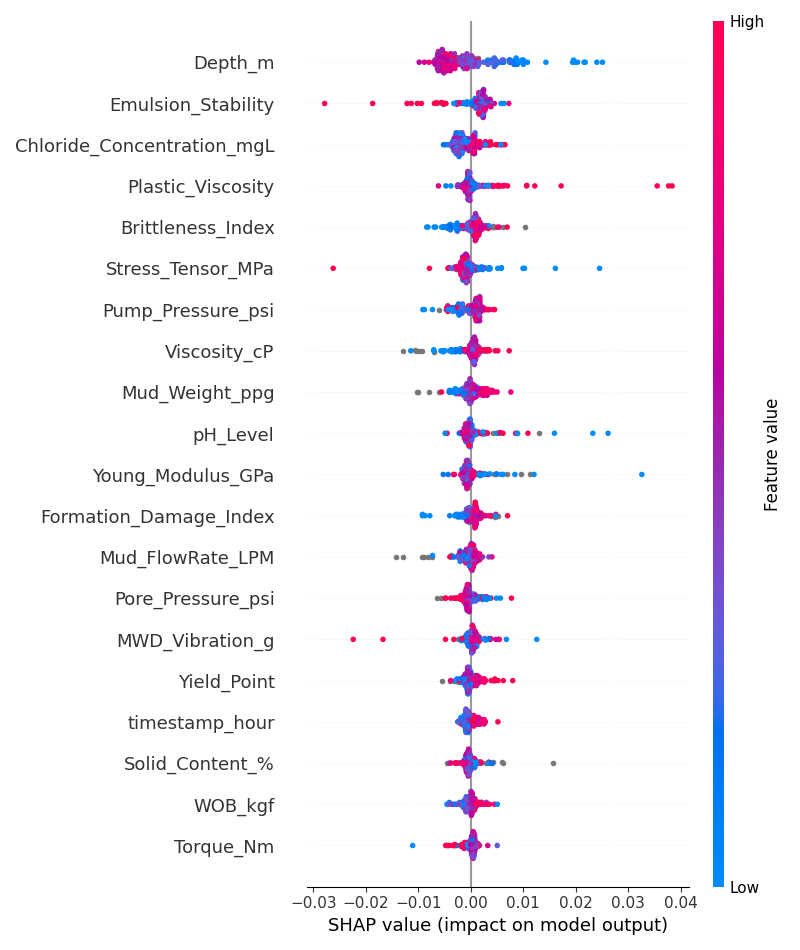 High
Depth_m
Emulsion_Stability
Chloride_Concentration_mgL
Plastic_Viscosity
Brittleness_Index
Stress_Tensor_MPa
Pump_Pressure_psi
Viscosity_cP
Mud_Weight_ppg
pH_Level
Young_Modulus_GPa
Formation_Damage_Index
Mud_FlowRate_LPM
Pore_Pressure_psi
MWD_Vibration_g
Yield_Point
timestamp_hour
Solid_Content_%
WOB_kgf
Torque_Nm
Feature value
Low
−0.03 −0.02 −0.01 0.00 0.01 0.02 0.03 0.04
SHAP value (impact on model output)